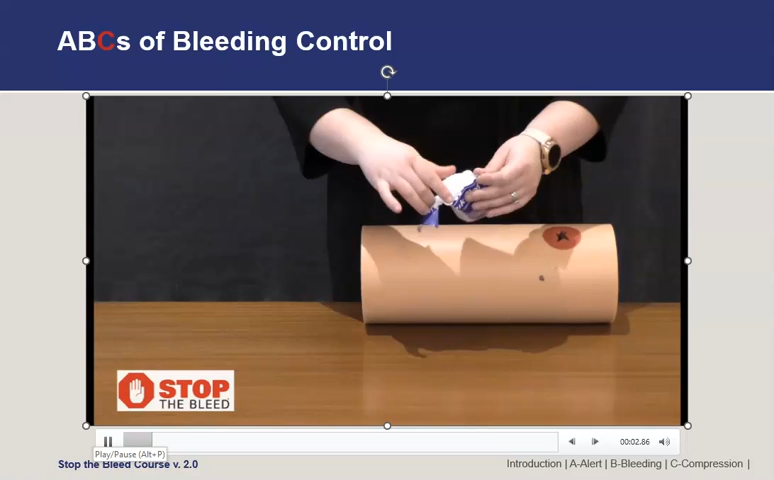 ABCs of Bleeding Control
STOP
THE BLEED
00:02.86
Play/Pause (Alt+P)
Stop the Bleed Course v. 2.0
Introduction | A-Alert | B-Bleeding | C-Compression |